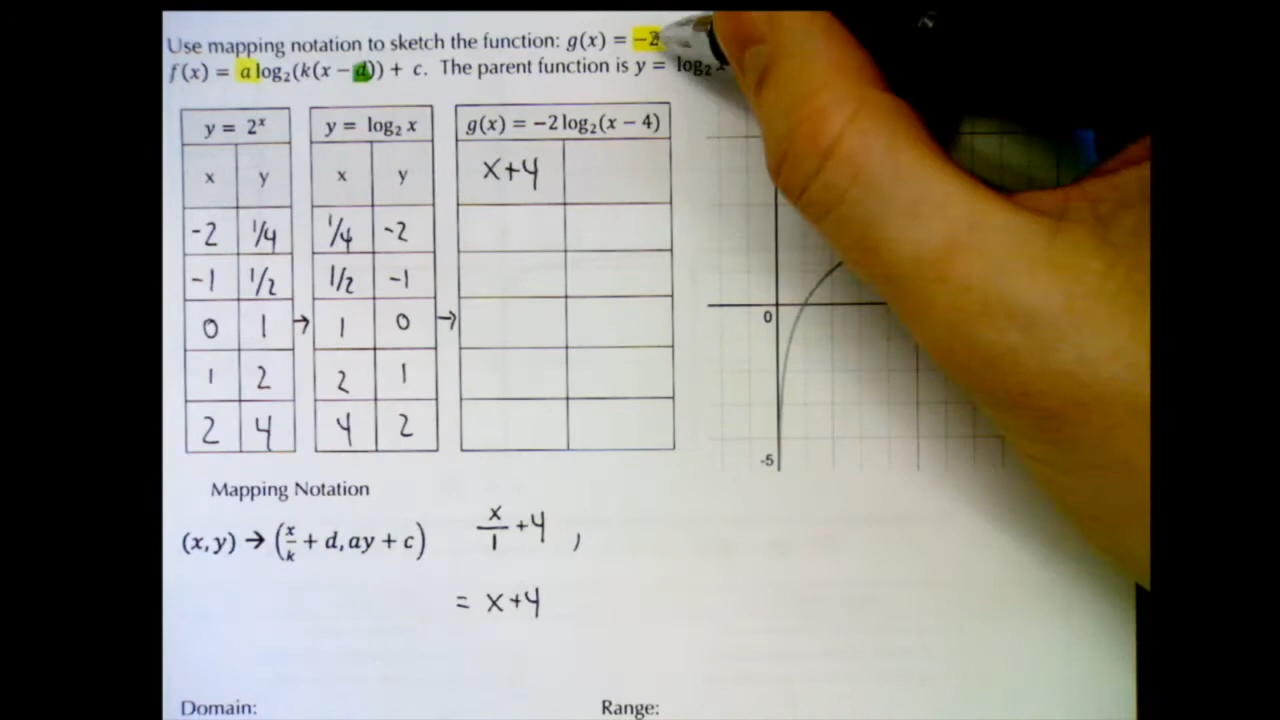 Use mapping notation to sketch the function: g(x) = -2
f(x) = a log₂(k(x − d)) + c. The parent function is y = log₂
y = 2ˣ y = log₂ x g(x) = −2 log₂(x − 4)
x y x y x+4
-2 1/4 1/4 -2
-1 1/2 1/2 -1
0 1 → 1 0 →
1 2 2 1
2 4 4 2
0
-5
Mapping Notation
(x, y) → (x/k + d, ay + c) x/1 +4 ,
= x+4
Domain: Range: